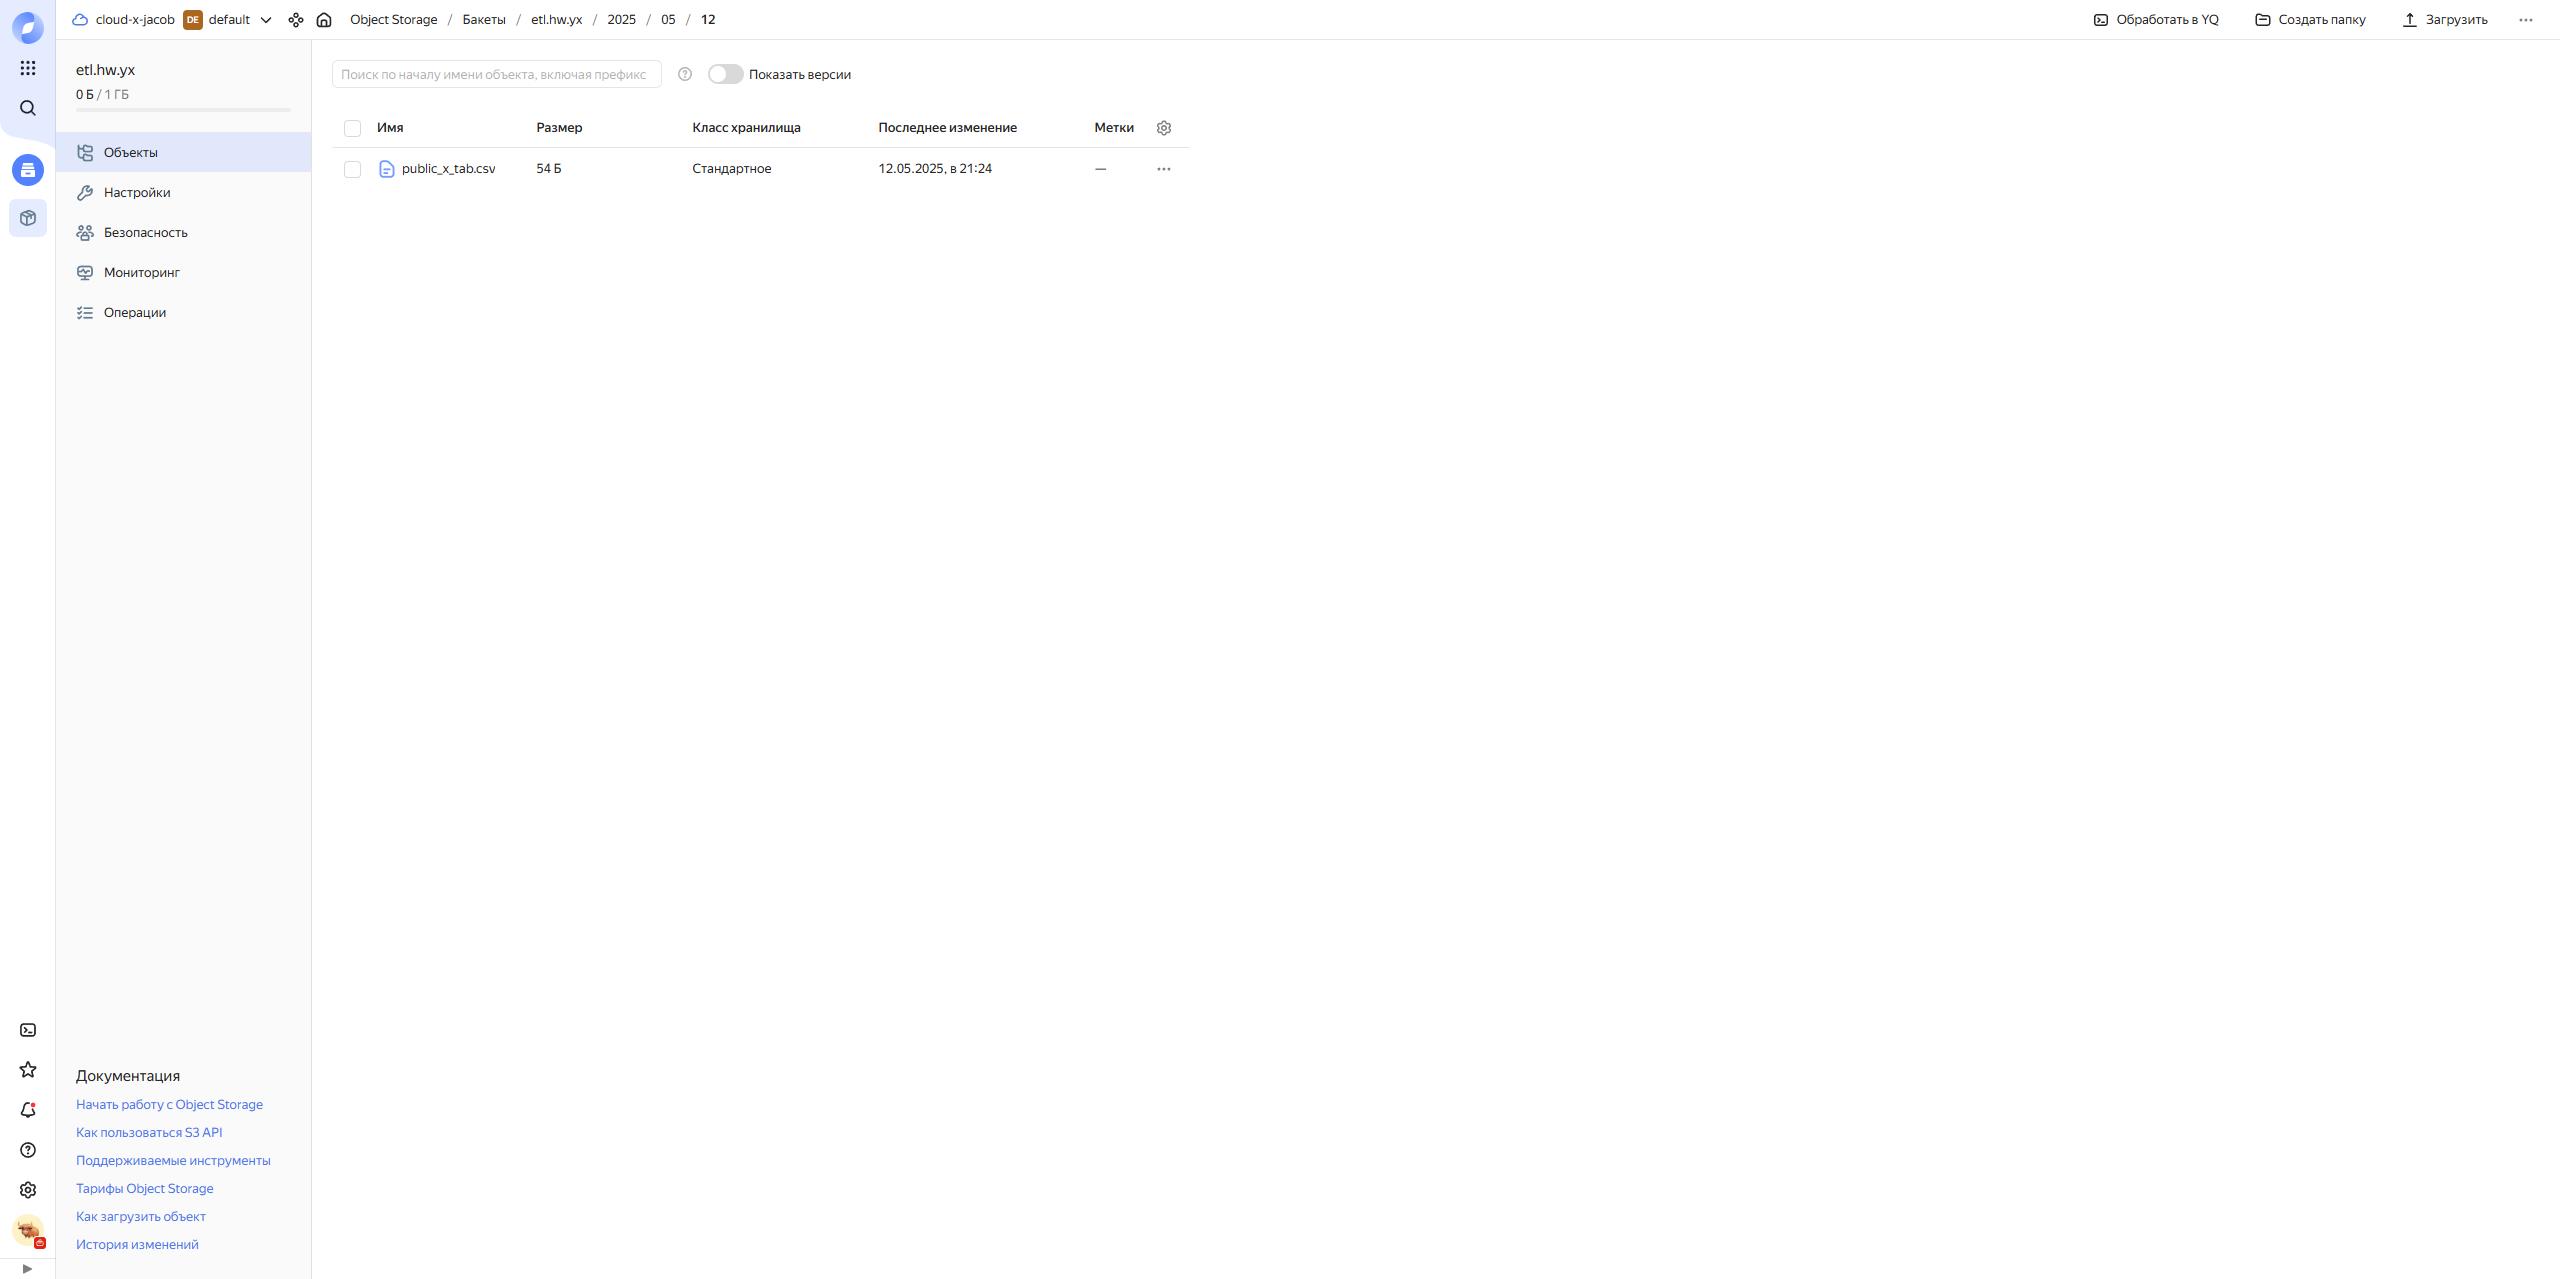 cloud-x-jacob DE default Object Storage / Бакеты / etl.hw.yx / 2025 / 05 / 12 Обработать в YQ Создать папку Загрузить
etl.hw.yx
0 Б / 1 ГБ
Объекты
Настройки
Безопасность
Мониторинг
Операции
Поиск по началу имени объекта, включая префикс Показать версии
Имя Размер Класс хранилища Последнее изменение Метки
public_x_tab.csv 54 Б Стандартное 12.05.2025, в 21:24 —
Документация
Начать работу с Object Storage
Как пользоваться S3 API
Поддерживаемые инструменты
Тарифы Object Storage
Как загрузить объект
История изменений